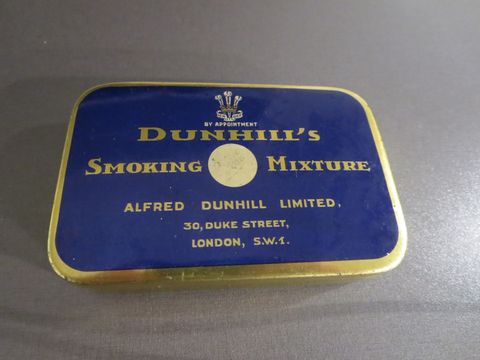 BY APPOINTMENT
DUNHILL'S
SMOKING MIXTURE
ALFRED DUNHILL LIMITED,
30, DUKE STREET,
LONDON, S.W.1.